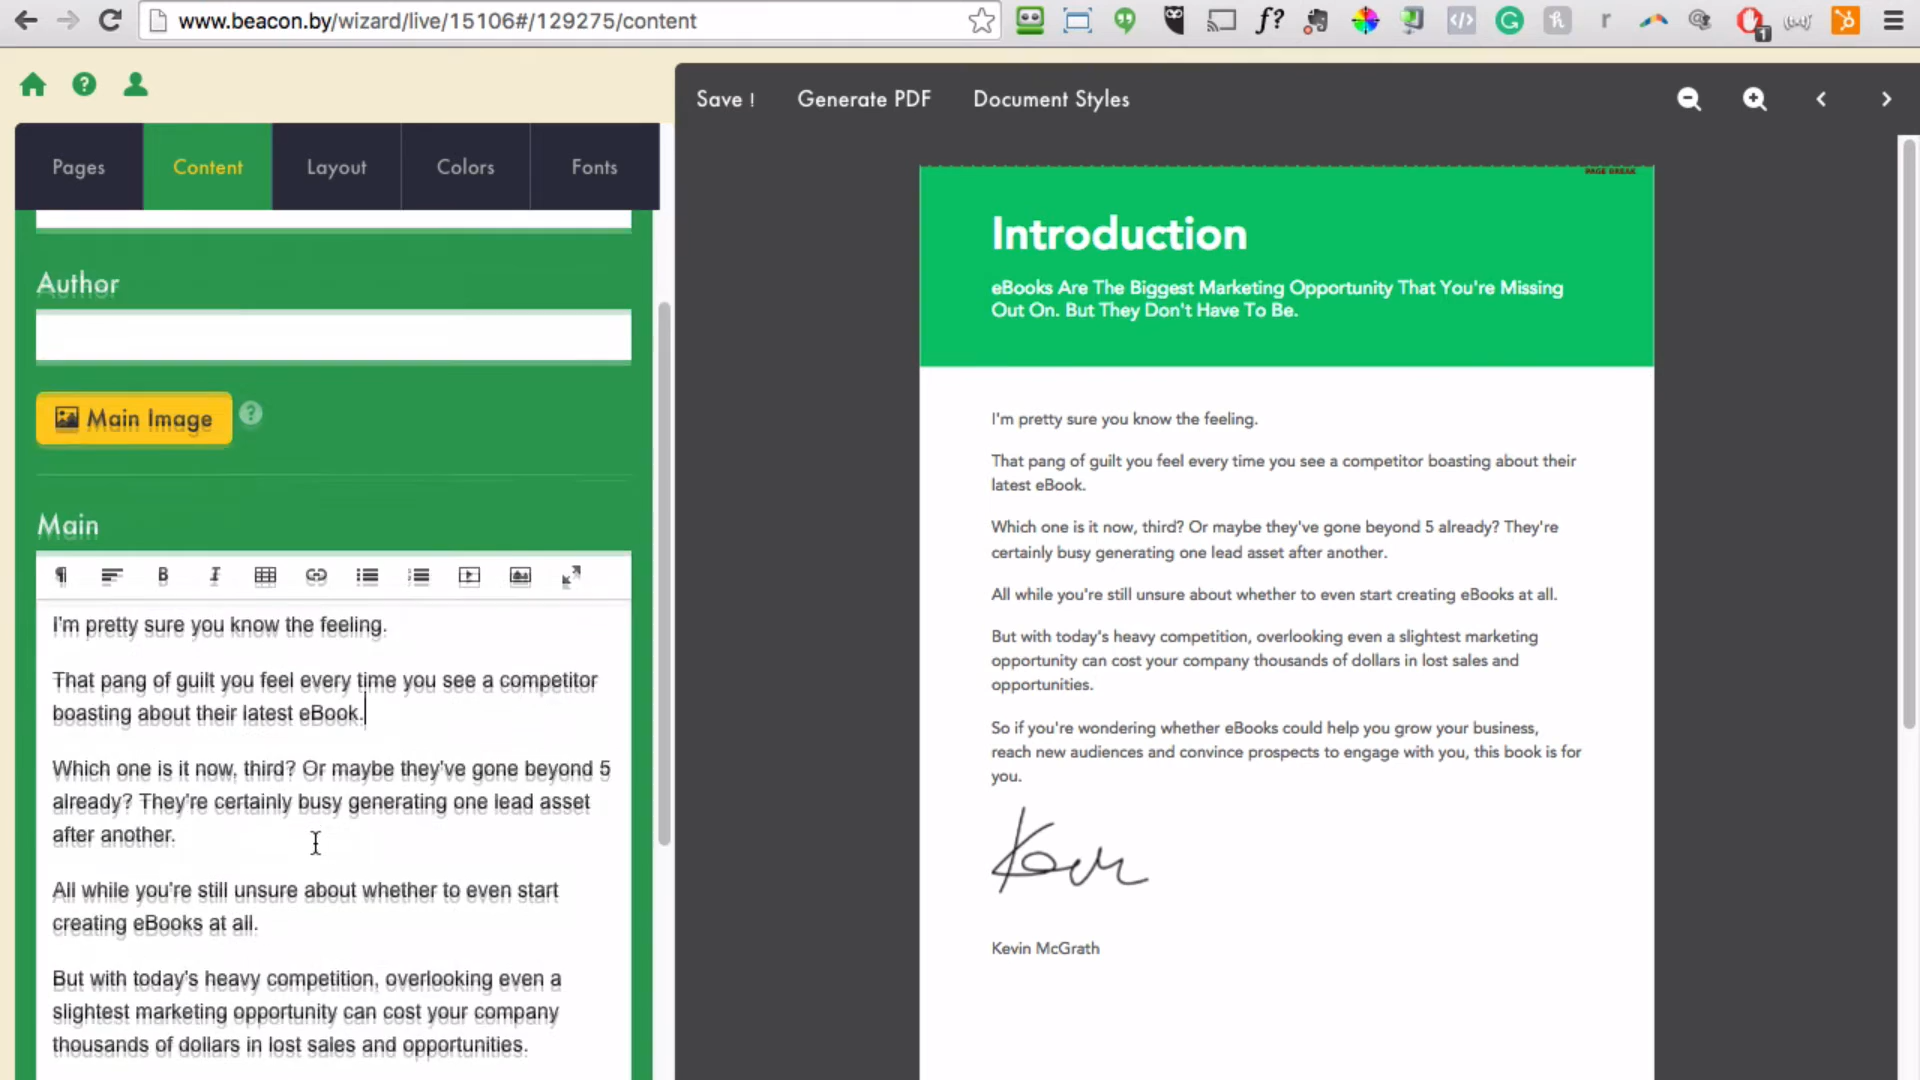 www.beacon.by/wizard/live/15106#/129275/content
Save !
Generate PDF
Document Styles
Pages
Content
Layout
Colors
Fonts
Author
Main Image
Main
I'm pretty sure you know the feeling.
That pang of guilt you feel every time you see a competitor
boasting about their latest eBook.
Which one is it now, third? Or maybe they've gone beyond 5
already? They're certainly busy generating one lead asset
after another.
All while you're still unsure about whether to even start
creating eBooks at all.
But with today's heavy competition, overlooking even a
slightest marketing opportunity can cost your company
thousands of dollars in lost sales and opportunities.
PAGE BREAK
Introduction
eBooks Are The Biggest Marketing Opportunity That You're Missing
Out On. But They Don't Have To Be.
I'm pretty sure you know the feeling.
That pang of guilt you feel every time you see a competitor boasting about their
latest eBook.
Which one is it now, third? Or maybe they've gone beyond 5 already? They're
certainly busy generating one lead asset after another.
All while you're still unsure about whether to even start creating eBooks at all.
But with today's heavy competition, overlooking even a slightest marketing
opportunity can cost your company thousands of dollars in lost sales and
opportunities.
So if you're wondering whether eBooks could help you grow your business,
reach new audiences and convince prospects to engage with you, this book is for
you.
Kevin McGrath